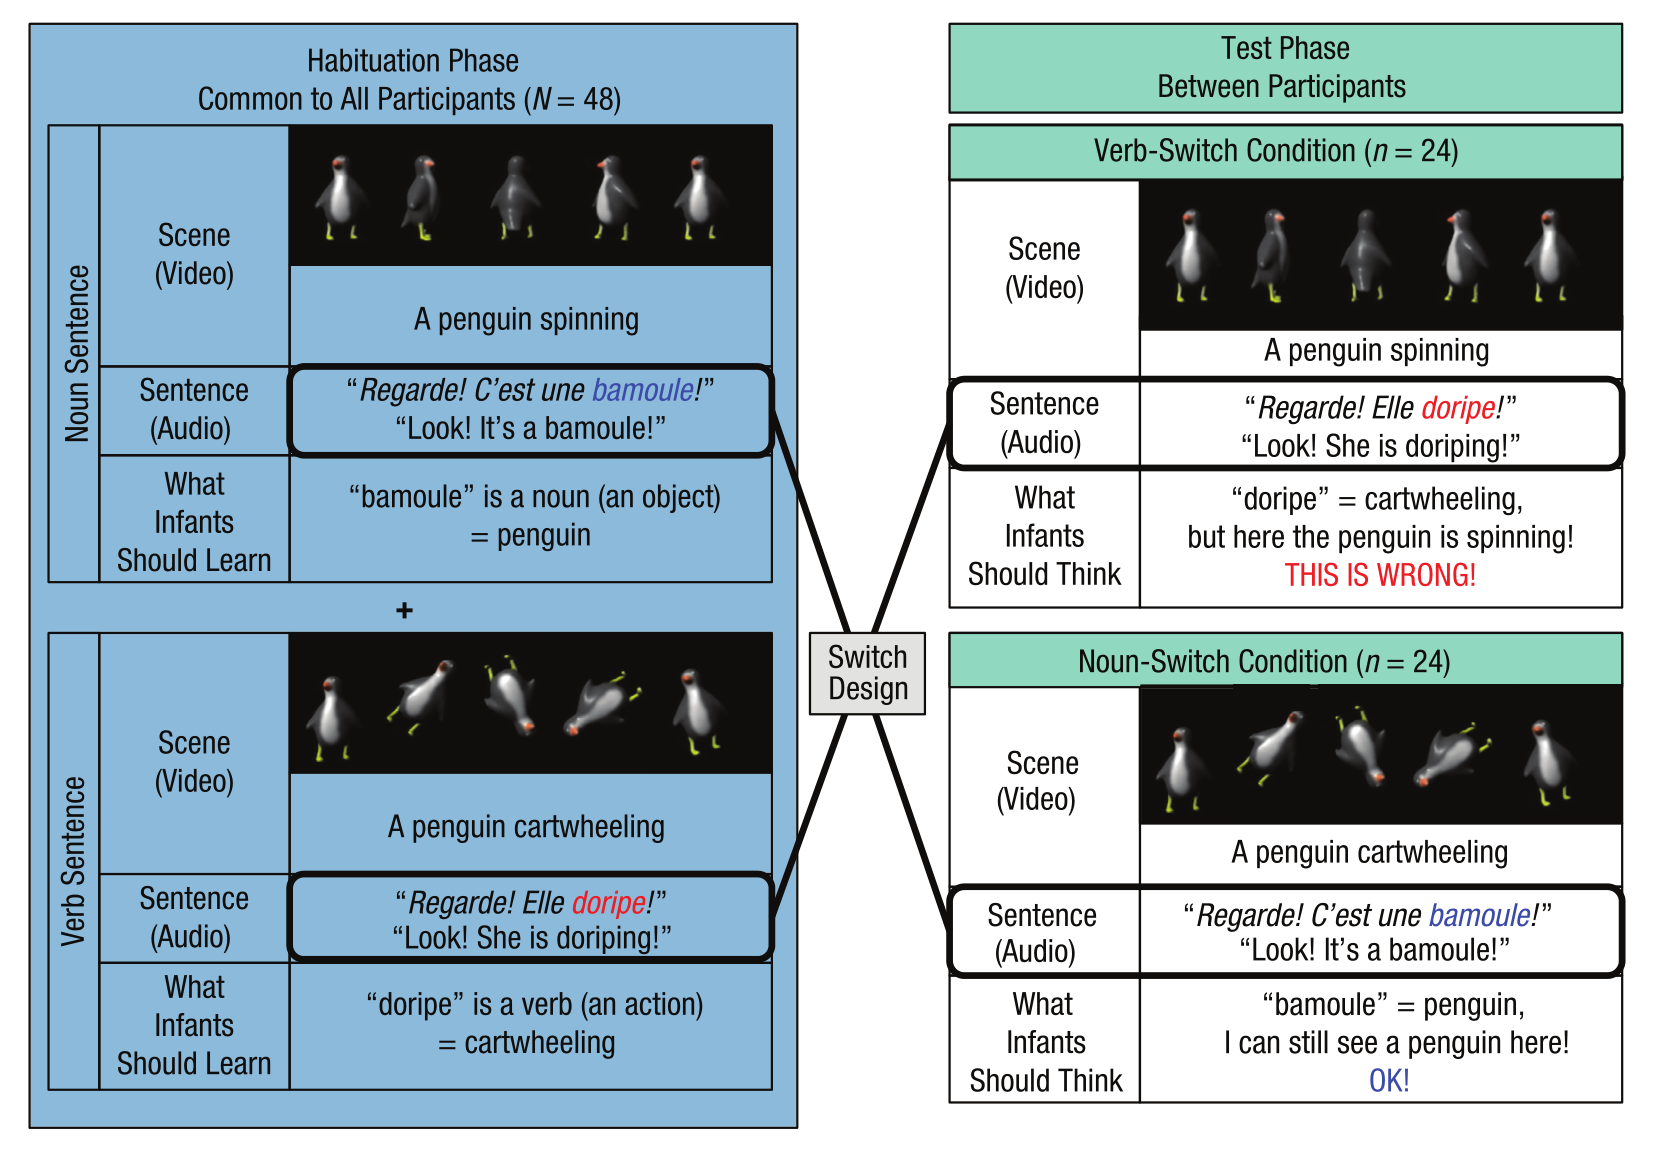 Habituation Phase
Common to All Participants (N = 48)
Noun Sentence
Scene
(Video)
A penguin spinning
Sentence
(Audio)
“Regarde! C’est une bamoule!”
“Look! It’s a bamoule!”
What
Infants
Should Learn
“bamoule” is a noun (an object)
= penguin
+
Verb Sentence
Scene
(Video)
A penguin cartwheeling
Sentence
(Audio)
“Regarde! Elle doripe!”
“Look! She is doriping!”
What
Infants
Should Learn
“doripe” is a verb (an action)
= cartwheeling
Switch
Design
Test Phase
Between Participants
Verb-Switch Condition (n = 24)
Scene
(Video)
A penguin spinning
Sentence
(Audio)
“Regarde! Elle doripe!”
“Look! She is doriping!”
What
Infants
Should Think
“doripe” = cartwheeling,
but here the penguin is spinning!
THIS IS WRONG!
Noun-Switch Condition (n = 24)
Scene
(Video)
A penguin cartwheeling
Sentence
(Audio)
“Regarde! C’est une bamoule!”
“Look! It’s a bamoule!”
What
Infants
Should Think
“bamoule” = penguin,
I can still see a penguin here!
OK!